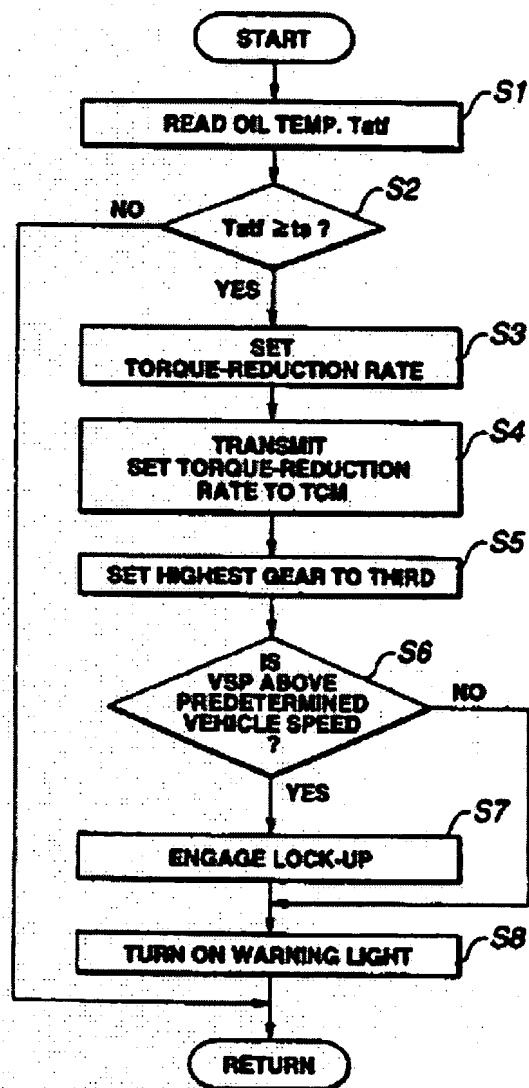 START
S1
READ OIL TEMP. Tatf
S2
NO
Tatf ≥ ts ?
YES
S3
SET
TORQUE-REDUCTION RATE
S4
TRANSMIT
SET TORQUE-REDUCTION
RATE TO TCM
S5
SET HIGHEST GEAR TO THIRD
S6
IS
VSP ABOVE
PREDETERMINED
VEHICLE SPEED
?
NO
YES
S7
ENGAGE LOCK-UP
S8
TURN ON WARNING LIGHT
RETURN